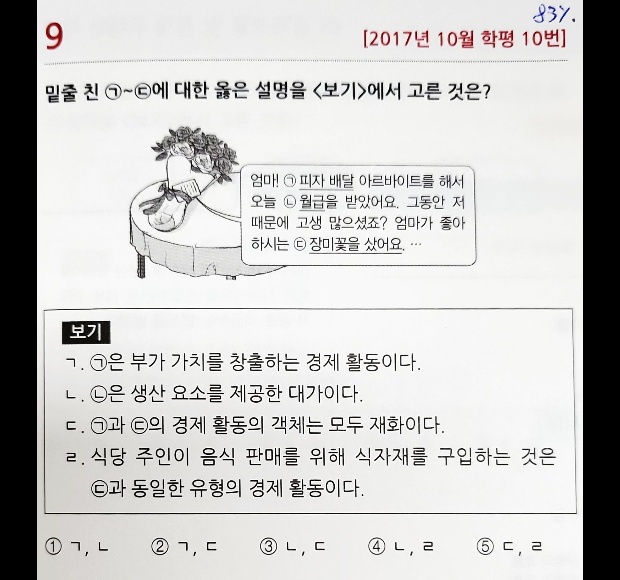 83%.
9
[2017년 10월 학평 10번]
밑줄 친 ㉠~㉢에 대한 옳은 설명을 <보기>에서 고른 것은?
엄마! ㉠ 피자 배달 아르바이트를 해서
오늘 ㉡ 월급을 받았어요. 그동안 저
때문에 고생 많으셨죠? 엄마가 좋아
하시는 ㉢ 장미꽃을 샀어요. …
보기
ㄱ. ㉠은 부가 가치를 창출하는 경제 활동이다.
ㄴ. ㉡은 생산 요소를 제공한 대가이다.
ㄷ. ㉠과 ㉢의 경제 활동의 객체는 모두 재화이다.
ㄹ. 식당 주인이 음식 판매를 위해 식자재를 구입하는 것은
㉢과 동일한 유형의 경제 활동이다.
① ㄱ, ㄴ ② ㄱ, ㄷ ③ ㄴ, ㄷ ④ ㄴ, ㄹ ⑤ ㄷ, ㄹ